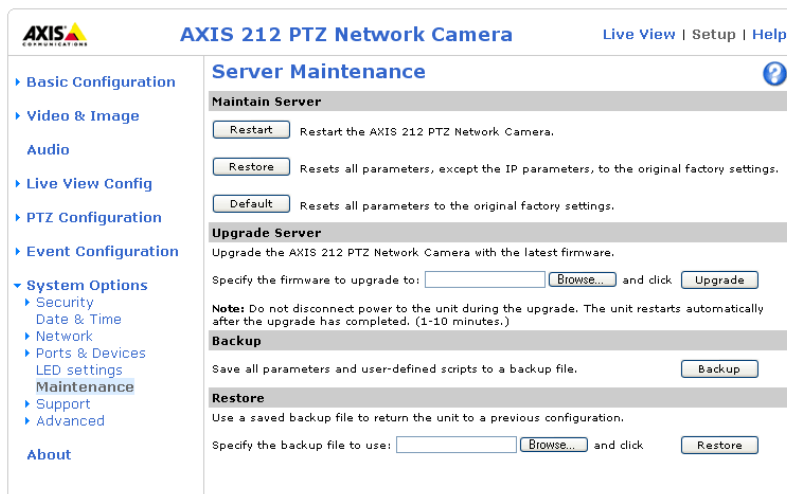 AXIS
COMMUNICATIONS
AXIS 212 PTZ Network Camera
Live View | Setup | Help
Basic Configuration
Video & Image
Audio
Live View Config
PTZ Configuration
Event Configuration
System Options
Security
Date & Time
Network
Ports & Devices
LED settings
Maintenance
Support
Advanced
About
Server Maintenance
?
Maintain Server
Restart Restart the AXIS 212 PTZ Network Camera.
Restore Resets all parameters, except the IP parameters, to the original factory settings.
Default Resets all parameters to the original factory settings.
Upgrade Server
Upgrade the AXIS 212 PTZ Network Camera with the latest firmware.
Specify the firmware to upgrade to: Browse... and click Upgrade
Note: Do not disconnect power to the unit during the upgrade. The unit restarts automatically
after the upgrade has completed. (1-10 minutes.)
Backup
Save all parameters and user-defined scripts to a backup file. Backup
Restore
Use a saved backup file to return the unit to a previous configuration.
Specify the backup file to use: Browse... and click Restore